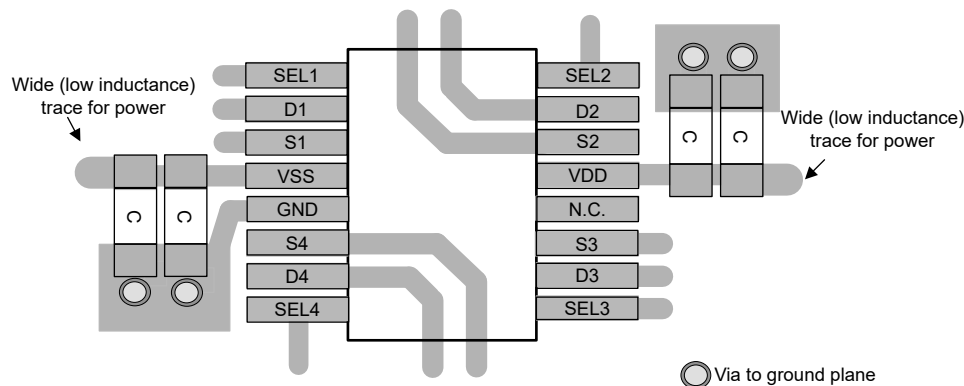 Wide (low inductance)
trace for power
SEL1
D1
S1
VSS
GND
S4
D4
SEL4
C
C
SEL2
D2
S2
VDD
N.C.
S3
D3
SEL3
C
C
Wide (low inductance)
trace for power
Via to ground plane